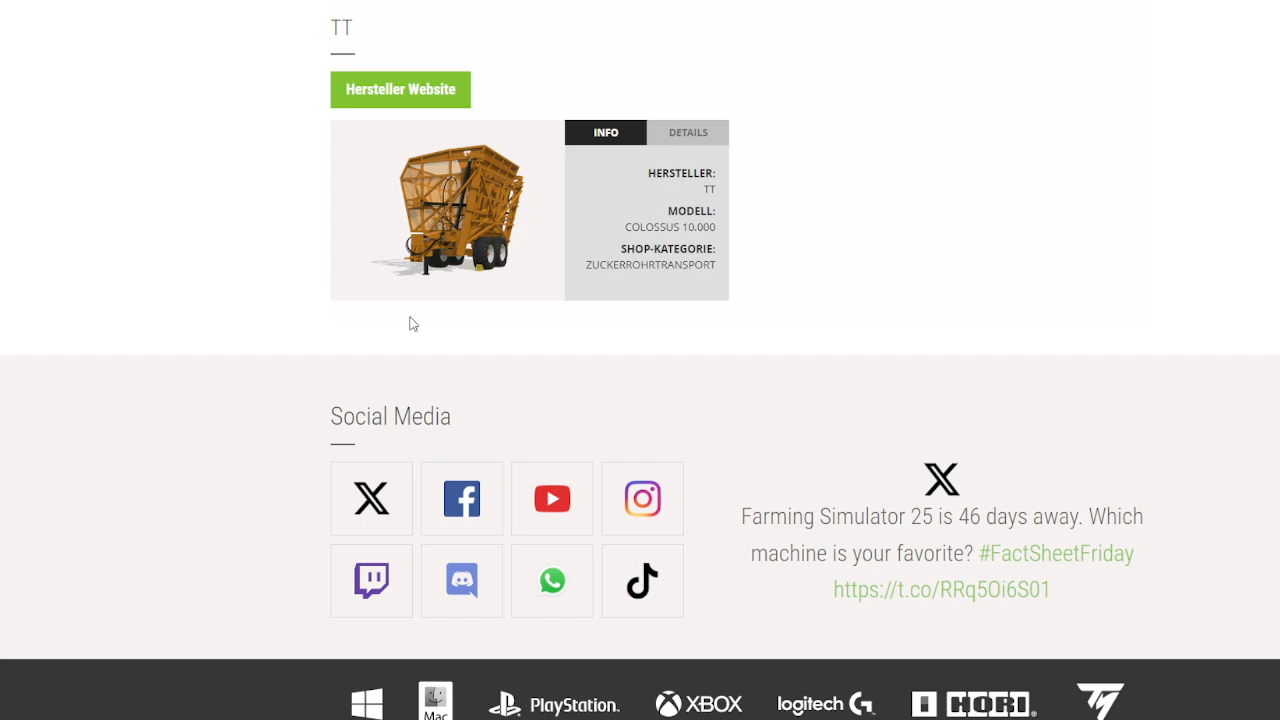 TT
Hersteller Website
INFO
DETAILS
HERSTELLER:
TT
MODELL:
COLOSSUS 10.000
SHOP-KATEGORIE:
ZUCKERROHRTRANSPORT
Social Media
Farming Simulator 25 is 46 days away. Which
machine is your favorite? #FactSheetFriday
https://t.co/RRq5Oi6S01
Mac
PlayStation.
XBOX
logitech G
HORI